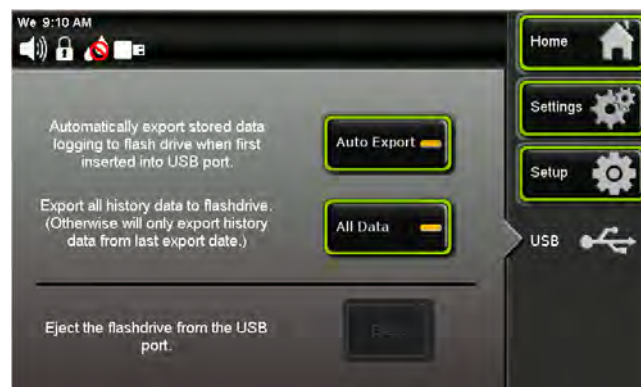 We 9:10 AM
Home
Settings
Setup
USB
Automatically export stored data
logging to flash drive when first
inserted into USB port.
Auto Export
Export all history data to flashdrive.
(Otherwise will only export history
data from last export date.)
All Data
Eject the flashdrive from the USB
port.